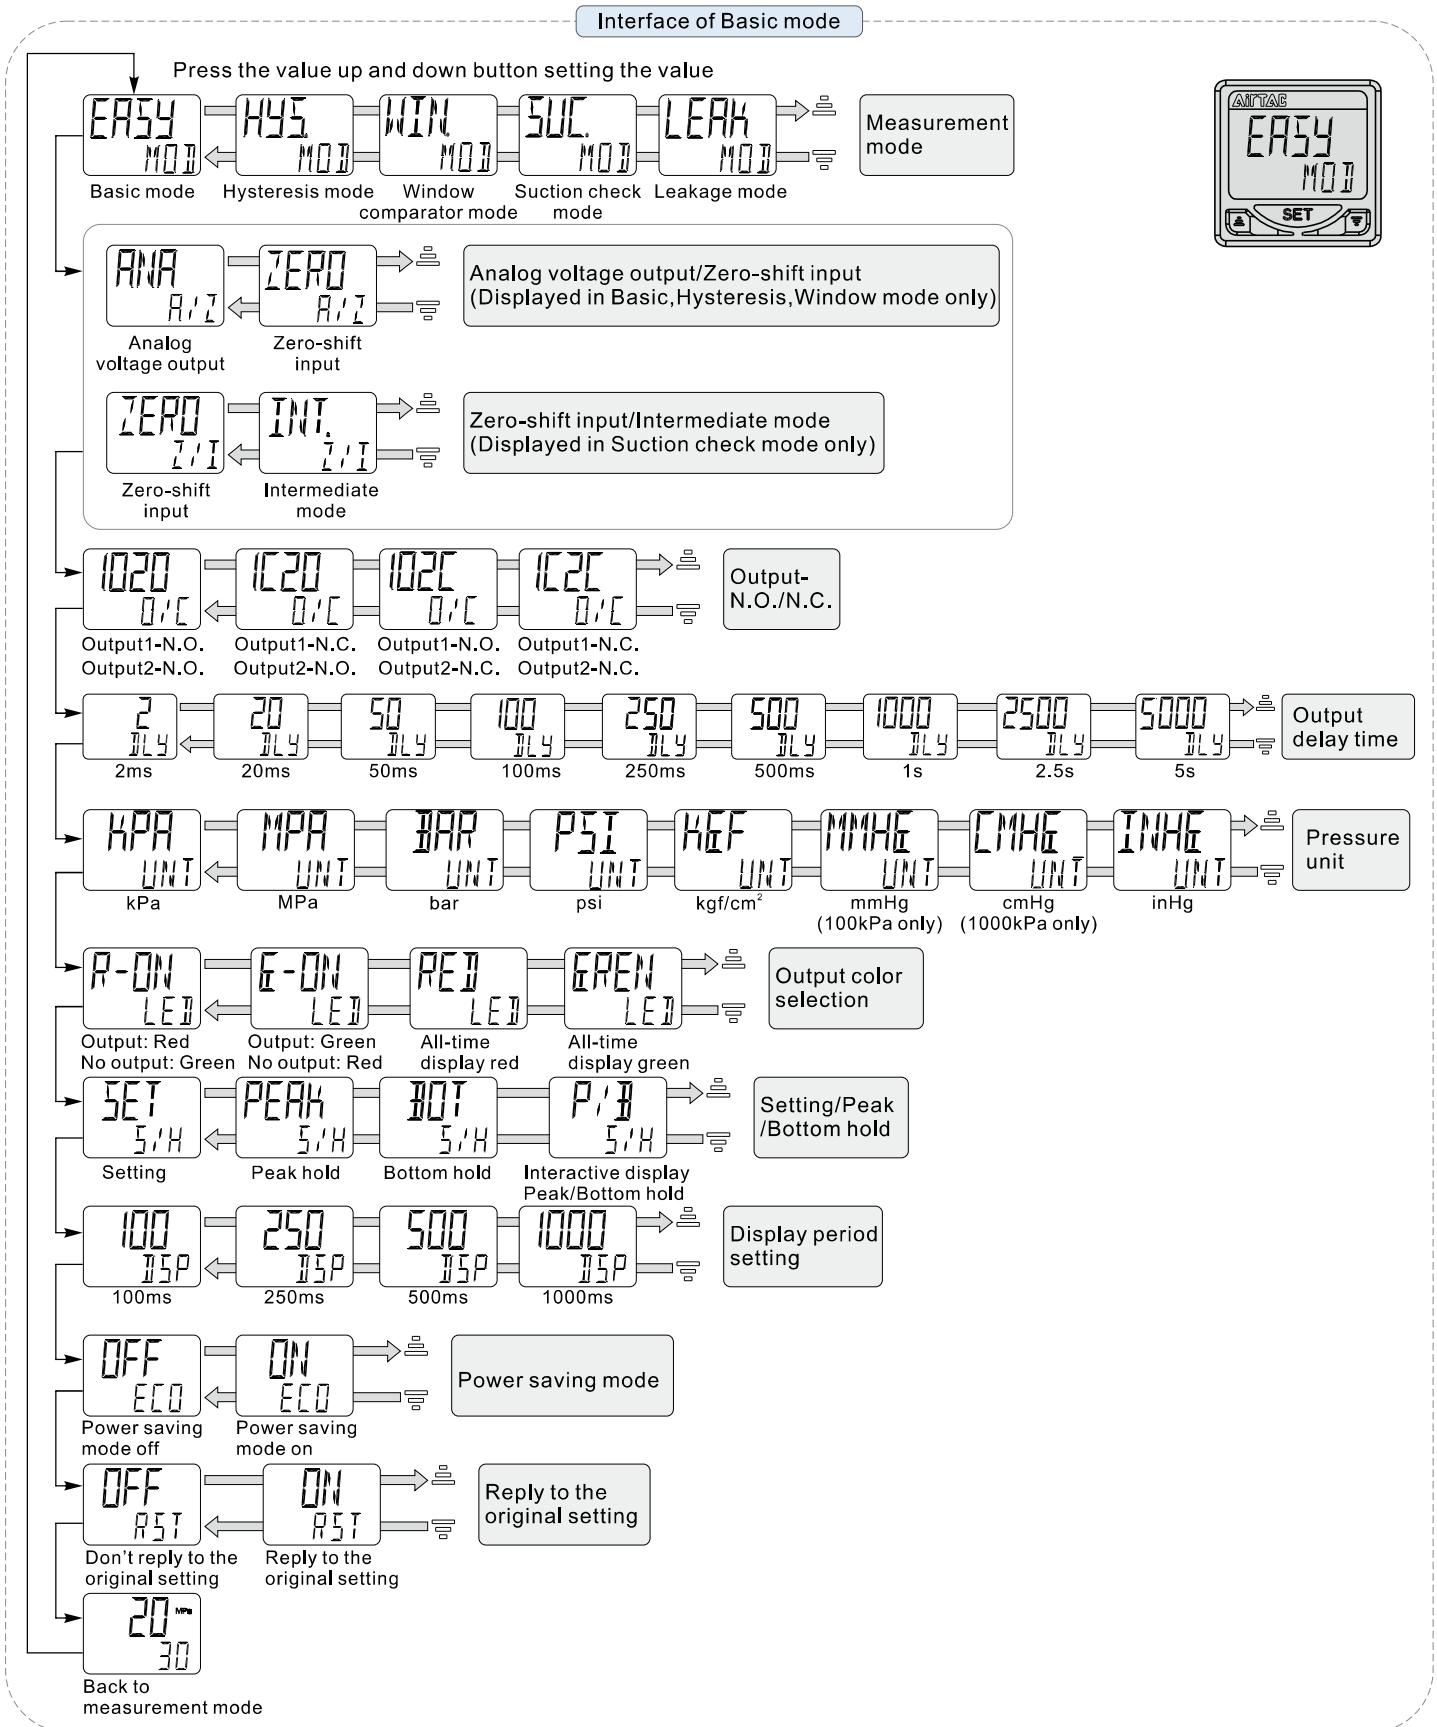 Interface of Basic mode
Press the value up and down button setting the value
EASY
MOD
Basic mode
HYS.
MOD
Hysteresis mode
WIN.
MOD
Window
comparator mode
SUC.
MOD
Suction check
mode
LEAK
MOD
Leakage mode
Measurement
mode
AirTAC
EASY
MOD
SET
ANA
A/Z
Analog
voltage output
ZERO
A/Z
Zero-shift
input
Analog voltage output/Zero-shift input
(Displayed in Basic,Hysteresis,Window mode only)
ZERO
Z/I
Zero-shift
input
INT.
Z/I
Intermediate
mode
Zero-shift input/Intermediate mode
(Displayed in Suction check mode only)
1O2O
O/C
Output1-N.O.
Output2-N.O.
1C2O
O/C
Output1-N.C.
Output2-N.O.
1O2C
O/C
Output1-N.O.
Output2-N.C.
1C2C
O/C
Output1-N.C.
Output2-N.C.
Output-
N.O./N.C.
2
DLY
2ms
20
DLY
20ms
50
DLY
50ms
100
DLY
100ms
250
DLY
250ms
500
DLY
500ms
1000
DLY
1s
2500
DLY
2.5s
5000
DLY
5s
Output
delay time
KPA
UNT
kPa
MPA
UNT
MPa
BAR
UNT
bar
PSI
UNT
psi
KGF
UNT
kgf/cm²
MMHG
UNT
mmHg
(100kPa only)
CMHG
UNT
cmHg
(1000kPa only)
INHG
UNT
inHg
Pressure
unit
R-ON
LED
Output: Red
No output: Green
G-ON
LED
Output: Green
No output: Red
RED
LED
All-time
display red
GREN
LED
All-time
display green
Output color
selection
SET
S/H
Setting
PEAK
S/H
Peak hold
BOT
S/H
Bottom hold
P/B
S/H
Interactive display
Peak/Bottom hold
Setting/Peak
/Bottom hold
100
DSP
100ms
250
DSP
250ms
500
DSP
500ms
1000
DSP
1000ms
Display period
setting
OFF
ECO
Power saving
mode off
ON
ECO
Power saving
mode on
Power saving mode
OFF
RST
Don't reply to the
original setting
ON
RST
Reply to the
original setting
Reply to the
original setting
20 MPa
30
Back to
measurement mode